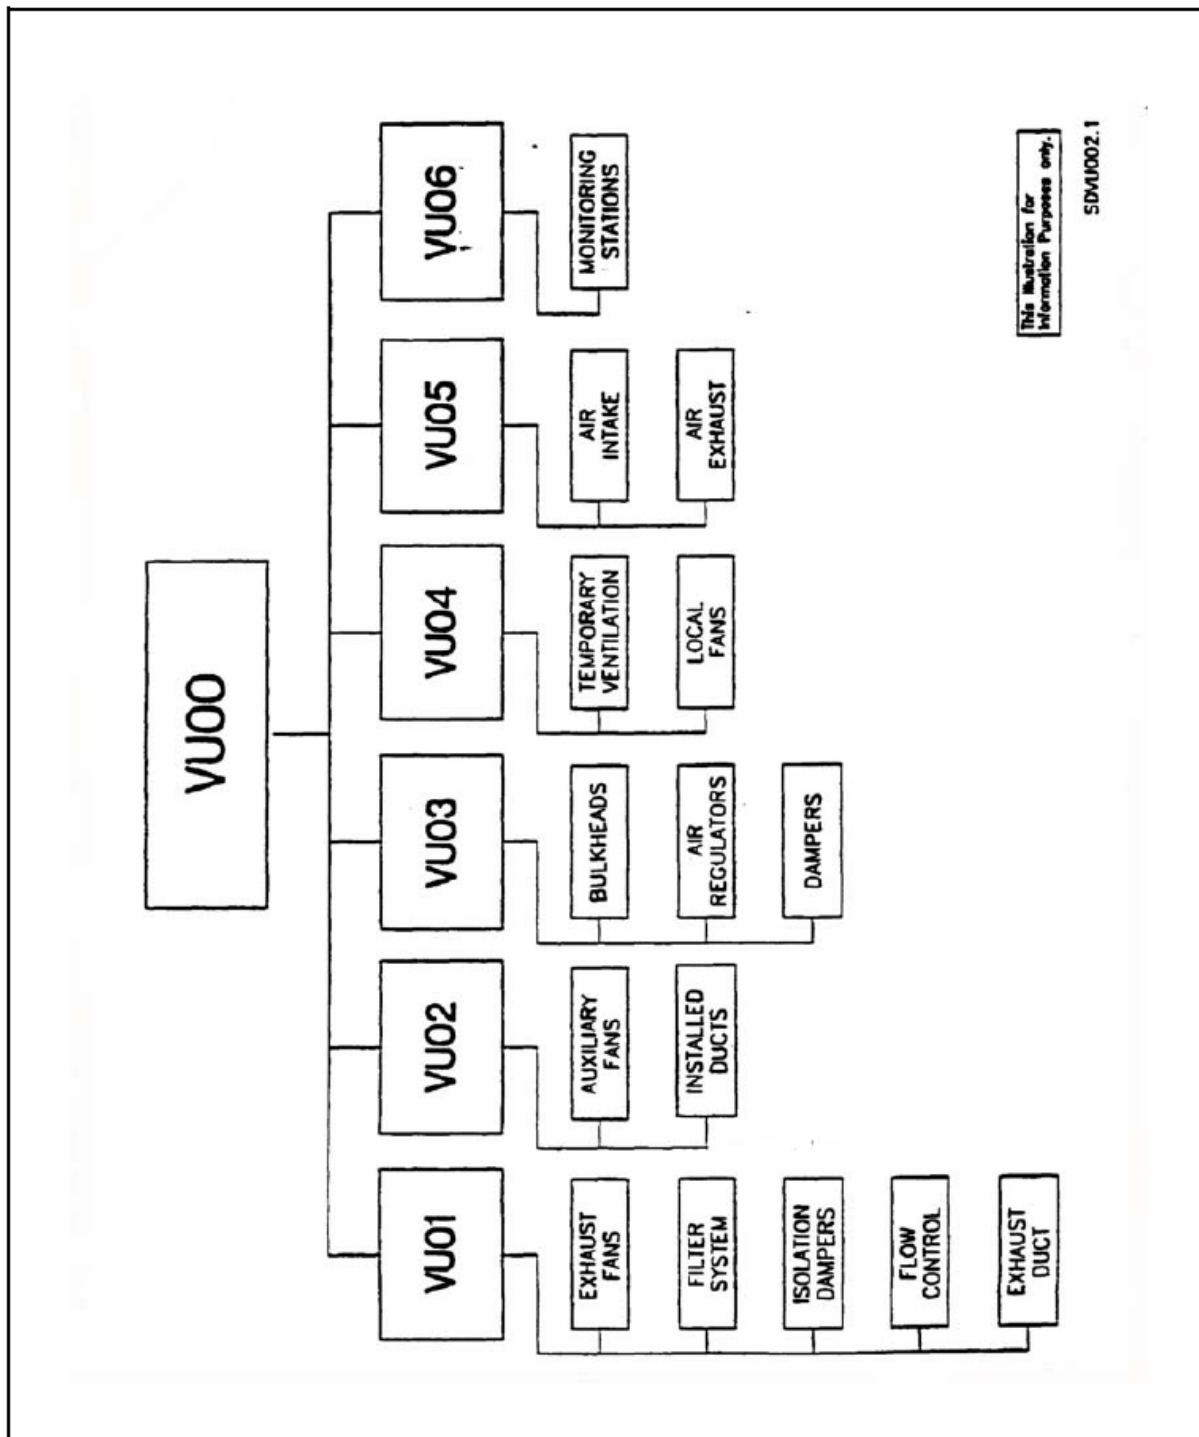 VU00
VU01
VU02
VU03
VU04
VU05
VU06
EXHAUST
FANS
FILTER
SYSTEM
ISOLATION
DAMPERS
FLOW
CONTROL
EXHAUST
DUCT
AUXILIARY
FANS
INSTALLED
DUCTS
BULKHEADS
AIR
REGULATORS
DAMPERS
TEMPORARY
VENTILATION
LOCAL
FANS
AIR
INTAKE
AIR
EXHAUST
MONITORING
STATIONS
This Illustration for
Information Purposes only.
SDVU002.1